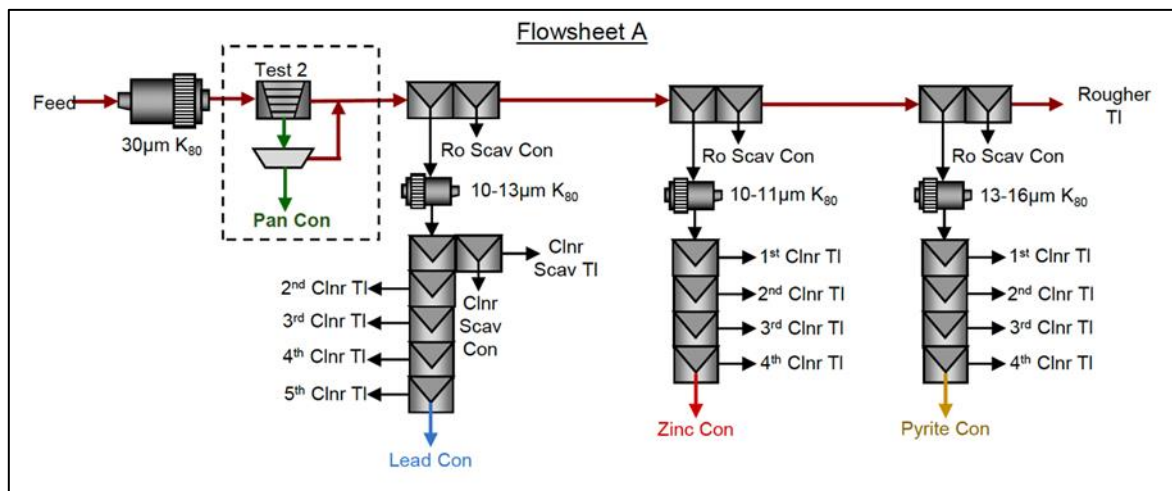 Flowsheet A
Test 2
Feed
30µm K80
Pan Con
Ro Scav Con
10-13µm K80
Clnr
Scav Tl
Clnr
Scav
Con
2nd Clnr Tl
3rd Clnr Tl
4th Clnr Tl
5th Clnr Tl
Lead Con
Ro Scav Con
10-11µm K80
1st Clnr Tl
2nd Clnr Tl
3rd Clnr Tl
4th Clnr Tl
Zinc Con
Rougher
Tl
Ro Scav Con
13-16µm K80
1st Clnr Tl
2nd Clnr Tl
3rd Clnr Tl
4th Clnr Tl
Pyrite Con